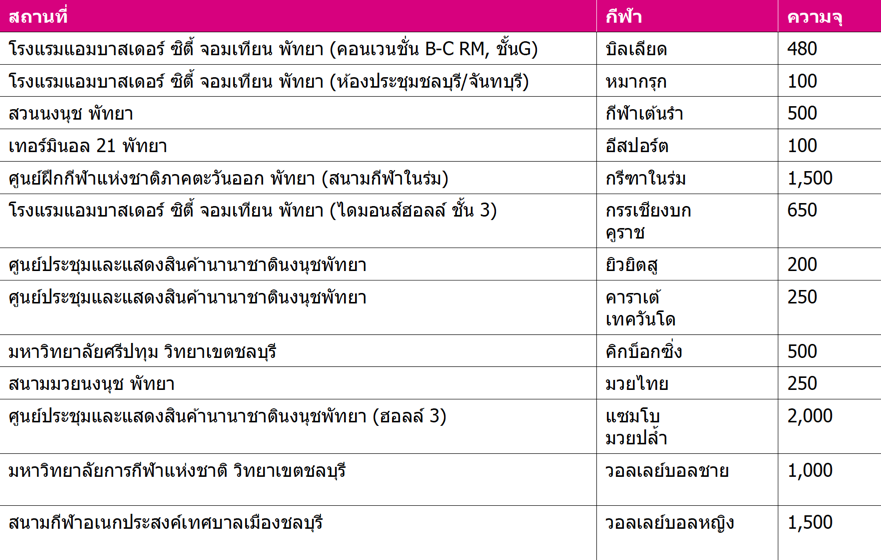 สถานที่ กีฬา ความจุ
โรงแรมแอมบาสเดอร์ ซิตี้ จอมเทียน พัทยา (คอนเวนชั่น B-C RM, ชั้นG) บิลเลียด 480
โรงแรมแอมบาสเดอร์ ซิตี้ จอมเทียน พัทยา (ห้องประชุมชลบุรี/จันทบุรี) หมากรุก 100
สวนนงนุช พัทยา กีฬาเต้นรำ 500
เทอร์มินอล 21 พัทยา อีสปอร์ต 100
ศูนย์ฝึกกีฬาแห่งชาติภาคตะวันออก พัทยา (สนามกีฬาในร่ม) กรีฑาในร่ม 1,500
โรงแรมแอมบาสเดอร์ ซิตี้ จอมเทียน พัทยา (ไดมอนส์ฮอลล์ ชั้น 3) กรรเชียงบก 650
คูราช
ศูนย์ประชุมและแสดงสินค้านานาชาตินงนุชพัทยา ยิวยิตสู 200
ศูนย์ประชุมและแสดงสินค้านานาชาตินงนุชพัทยา คาราเต้ 250
เทควันโด
มหาวิทยาลัยศรีปทุม วิทยาเขตชลบุรี คิกบ็อกซิ่ง 500
สนามมวยนงนุช พัทยา มวยไทย 250
ศูนย์ประชุมและแสดงสินค้านานาชาตินงนุชพัทยา (ฮอลล์ 3) แซมโบ 2,000
มวยปล้ำ
มหาวิทยาลัยการกีฬาแห่งชาติ วิทยาเขตชลบุรี วอลเลย์บอลชาย 1,000
สนามกีฬาอเนกประสงค์เทศบาลเมืองชลบุรี วอลเลย์บอลหญิง 1,500